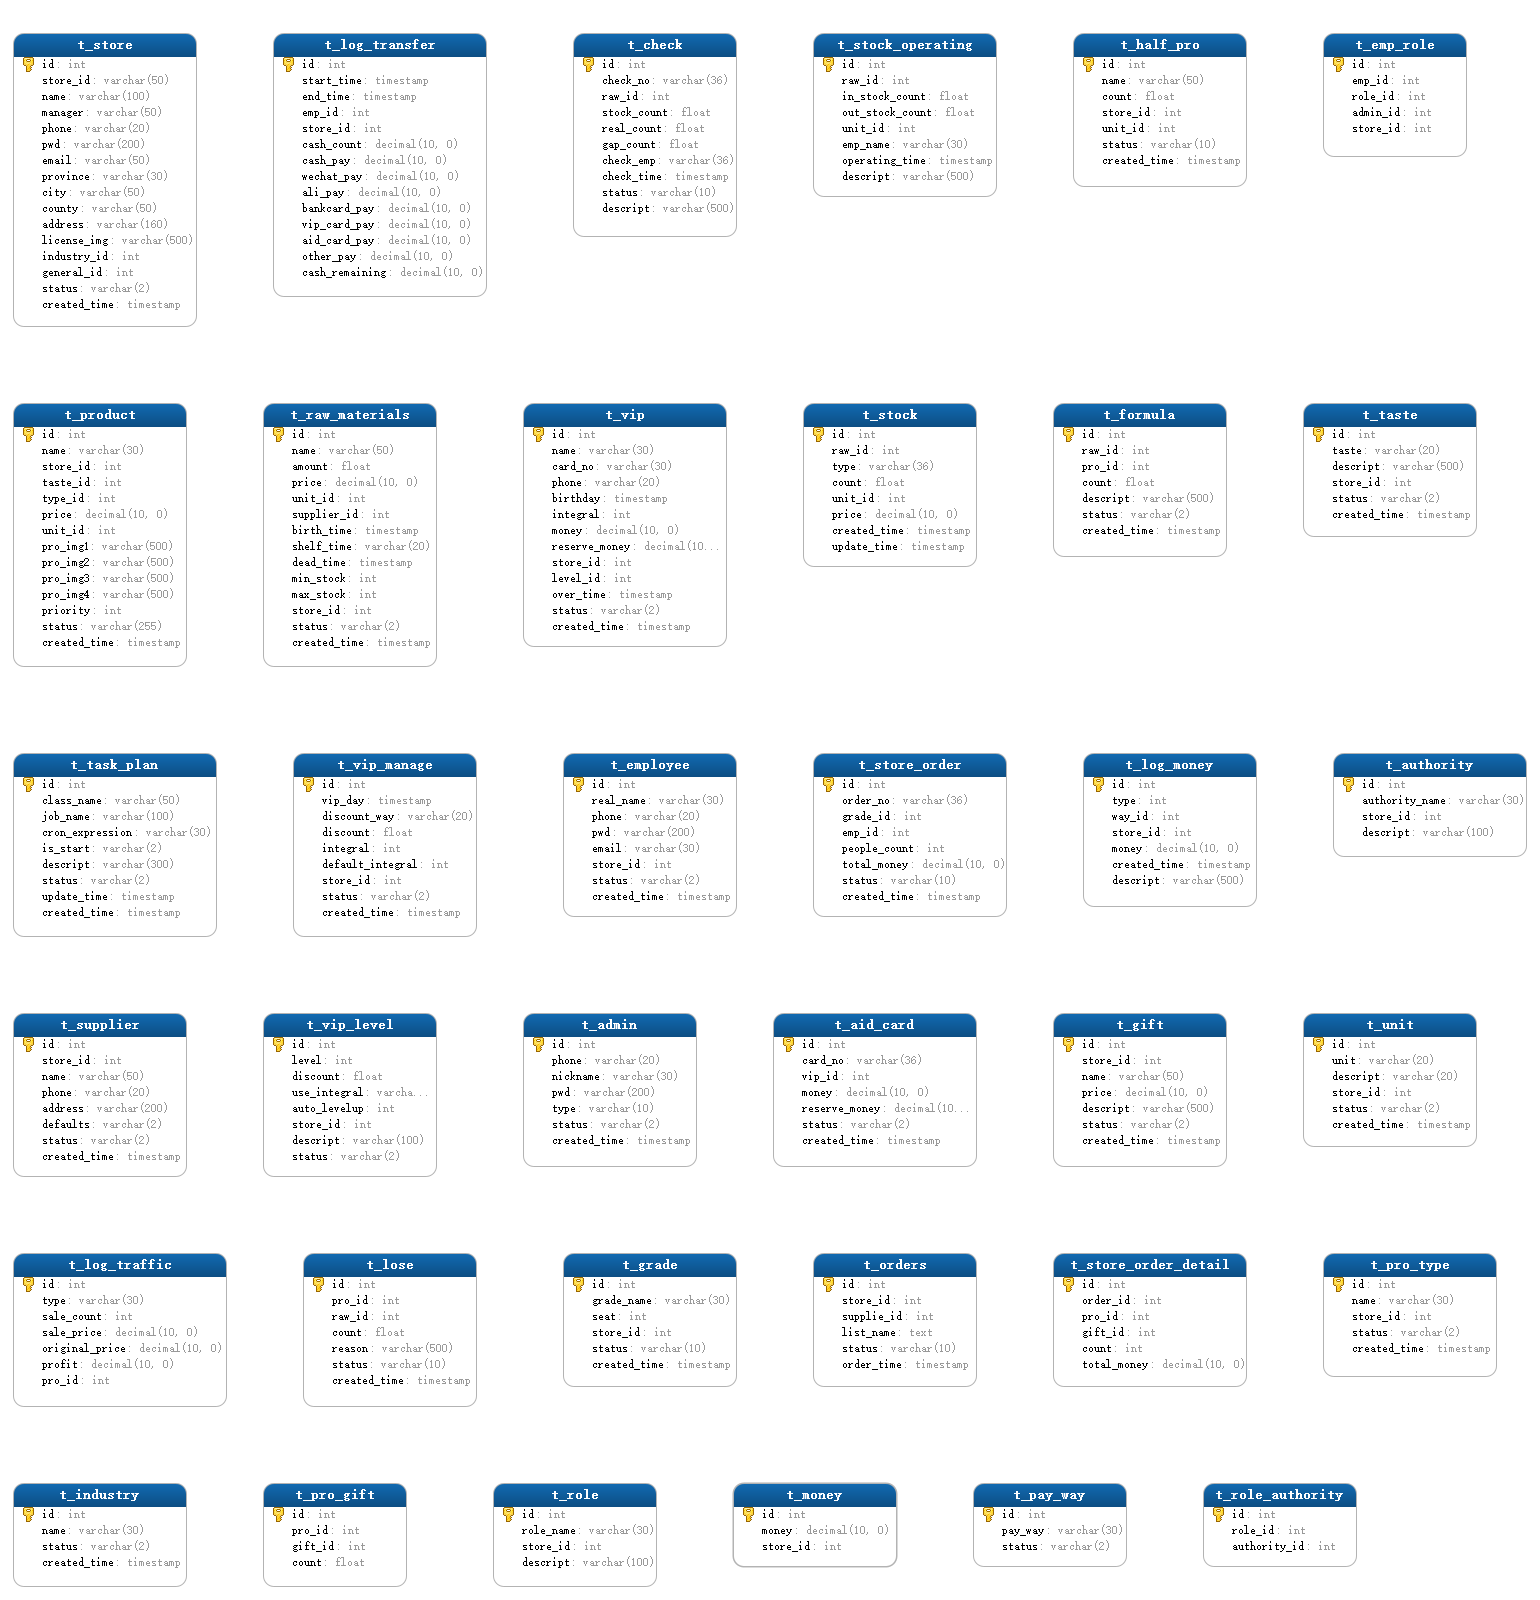 t_store
id: int
store_id: varchar(50)
name: varchar(100)
manager: varchar(50)
phone: varchar(20)
pwd: varchar(200)
email: varchar(50)
province: varchar(30)
city: varchar(50)
county: varchar(50)
address: varchar(160)
license_img: varchar(500)
industry_id: int
general_id: int
status: varchar(2)
created_time: timestamp
t_log_transfer
id: int
start_time: timestamp
end_time: timestamp
emp_id: int
store_id: int
cash_count: decimal(10, 0)
cash_pay: decimal(10, 0)
wechat_pay: decimal(10, 0)
ali_pay: decimal(10, 0)
bankcard_pay: decimal(10, 0)
vip_card_pay: decimal(10, 0)
aid_card_pay: decimal(10, 0)
other_pay: decimal(10, 0)
cash_remaining: decimal(10, 0)
t_check
id: int
check_no: varchar(36)
raw_id: int
stock_count: float
real_count: float
gap_count: float
check_emp: varchar(36)
check_time: timestamp
status: varchar(10)
descript: varchar(500)
t_stock_operating
id: int
raw_id: int
in_stock_count: float
out_stock_count: float
unit_id: int
emp_name: varchar(30)
operating_time: timestamp
descript: varchar(500)
t_half_pro
id: int
name: varchar(50)
count: float
store_id: int
unit_id: int
status: varchar(10)
created_time: timestamp
t_emp_role
id: int
emp_id: int
role_id: int
admin_id: int
store_id: int
t_product
id: int
name: varchar(30)
store_id: int
taste_id: int
type_id: int
price: decimal(10, 0)
unit_id: int
pro_img1: varchar(500)
pro_img2: varchar(500)
pro_img3: varchar(500)
pro_img4: varchar(500)
priority: int
status: varchar(255)
created_time: timestamp
t_raw_materials
id: int
name: varchar(50)
amount: float
price: decimal(10, 0)
unit_id: int
supplier_id: int
birth_time: timestamp
shelf_time: varchar(20)
dead_time: timestamp
min_stock: int
max_stock: int
store_id: int
status: varchar(2)
created_time: timestamp
t_vip
id: int
name: varchar(30)
card_no: varchar(30)
phone: varchar(20)
birthday: timestamp
integral: int
money: decimal(10, 0)
reserve_money: decimal(10...
store_id: int
level_id: int
over_time: timestamp
status: varchar(2)
created_time: timestamp
t_stock
id: int
raw_id: int
type: varchar(36)
count: float
unit_id: int
price: decimal(10, 0)
created_time: timestamp
update_time: timestamp
t_formula
id: int
raw_id: int
pro_id: int
count: float
descript: varchar(500)
status: varchar(2)
created_time: timestamp
t_taste
id: int
taste: varchar(20)
descript: varchar(500)
store_id: int
status: varchar(2)
created_time: timestamp
t_task_plan
id: int
class_name: varchar(50)
job_name: varchar(100)
cron_expression: varchar(30)
is_start: varchar(2)
descript: varchar(300)
status: varchar(2)
update_time: timestamp
created_time: timestamp
t_vip_manage
id: int
vip_day: timestamp
discount_way: varchar(20)
discount: float
integral: int
default_integral: int
store_id: int
status: varchar(2)
created_time: timestamp
t_employee
id: int
real_name: varchar(30)
phone: varchar(20)
pwd: varchar(200)
email: varchar(30)
store_id: int
status: varchar(2)
created_time: timestamp
t_store_order
id: int
order_no: varchar(36)
grade_id: int
emp_id: int
people_count: int
total_money: decimal(10, 0)
status: varchar(10)
created_time: timestamp
t_log_money
id: int
type: int
way_id: int
store_id: int
money: decimal(10, 0)
created_time: timestamp
descript: varchar(500)
t_authority
id: int
authority_name: varchar(30)
store_id: int
descript: varchar(100)
t_supplier
id: int
store_id: int
name: varchar(50)
phone: varchar(20)
address: varchar(200)
defaults: varchar(2)
status: varchar(2)
created_time: timestamp
t_vip_level
id: int
level: int
discount: float
use_integral: varcha...
auto_levelup: int
store_id: int
descript: varchar(100)
status: varchar(2)
t_admin
id: int
phone: varchar(20)
nickname: varchar(30)
pwd: varchar(200)
type: varchar(10)
status: varchar(2)
created_time: timestamp
t_aid_card
id: int
card_no: varchar(36)
vip_id: int
money: decimal(10, 0)
reserve_money: decimal(10...
status: varchar(2)
created_time: timestamp
t_gift
id: int
store_id: int
name: varchar(50)
price: decimal(10, 0)
descript: varchar(500)
status: varchar(2)
created_time: timestamp
t_unit
id: int
unit: varchar(20)
descript: varchar(20)
store_id: int
status: varchar(2)
created_time: timestamp
t_log_traffic
id: int
type: varchar(30)
sale_count: int
sale_price: decimal(10, 0)
original_price: decimal(10, 0)
profit: decimal(10, 0)
pro_id: int
t_lose
id: int
pro_id: int
raw_id: int
count: float
reason: varchar(500)
status: varchar(10)
created_time: timestamp
t_grade
id: int
grade_name: varchar(30)
seat: int
store_id: int
status: varchar(10)
created_time: timestamp
t_orders
id: int
store_id: int
supplie_id: int
list_name: text
status: varchar(10)
order_time: timestamp
t_store_order_detail
id: int
order_id: int
pro_id: int
gift_id: int
count: int
total_money: decimal(10, 0)
t_pro_type
id: int
name: varchar(30)
store_id: int
status: varchar(2)
created_time: timestamp
t_industry
id: int
name: varchar(30)
status: varchar(2)
created_time: timestamp
t_pro_gift
id: int
pro_id: int
gift_id: int
count: float
t_role
id: int
role_name: varchar(30)
store_id: int
descript: varchar(100)
t_money
id: int
money: decimal(10, 0)
store_id: int
t_pay_way
id: int
pay_way: varchar(30)
status: varchar(2)
t_role_authority
id: int
role_id: int
authority_id: int